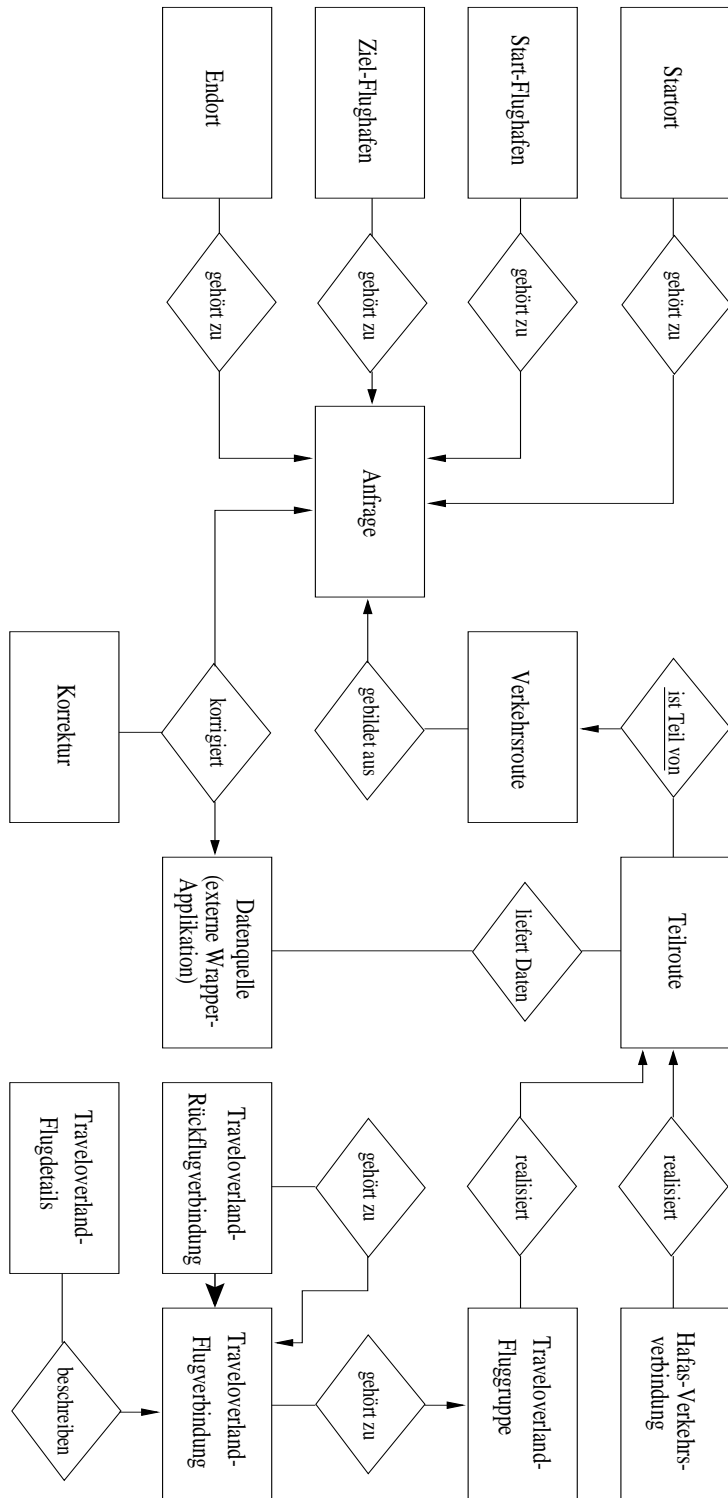 Startort
gehört zu
ist Teil von
Teilroute
realisiert
Hafas-Verkehrs-
verbindung
Start-Flughafen
gehört zu
Verkehrsroute
liefert Daten
realisiert
Traveloverland-
Fluggruppe
Ziel-Flughafen
gehört zu
Anfrage
gebildet aus
gehört zu
gehört zu
Endort
gehört zu
korrigiert
Datenquelle
(externe Wrapper-
Applikation)
Traveloverland-
Rückflugverbindung
Traveloverland-
Flugverbindung
Korrektur
Traveloverland-
Flugdetails
beschreiben